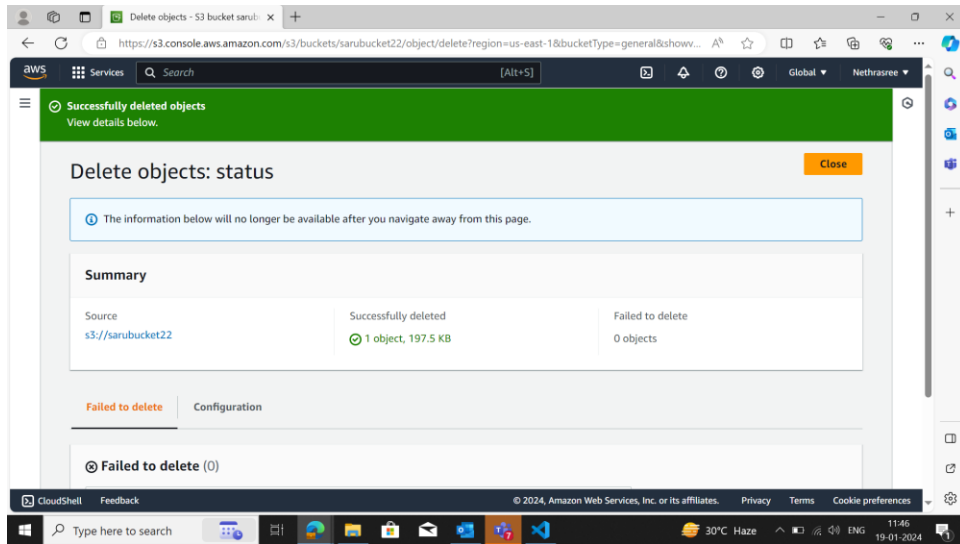 Delete objects - S3 bucket sarub
https://s3.console.aws.amazon.com/s3/buckets/sarubucket22/object/delete?region=us-east-1&bucketType=general&showv...
aws Services Search [Alt+S] Global Nethrasree
Successfully deleted objects
View details below.
Delete objects: status
Close
The information below will no longer be available after you navigate away from this page.
Summary
Source Successfully deleted Failed to delete
s3://sarubucket22 1 object, 197.5 KB 0 objects
Failed to delete Configuration
Failed to delete (0)
CloudShell Feedback © 2024, Amazon Web Services, Inc. or its affiliates. Privacy Terms Cookie preferences
Type here to search 30°C Haze ENG 11:46
19-01-2024